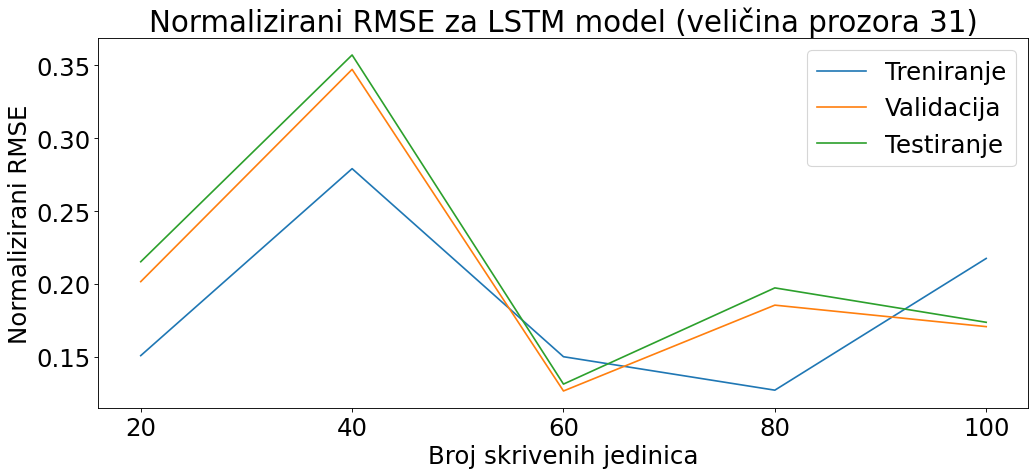 Normalizirani RMSE za LSTM model (veličina prozora 31)
Normalizirani RMSE
0.35
0.30
0.25
0.20
0.15
Treniranje
Validacija
Testiranje
20 40 60 80 100
Broj skrivenih jedinica